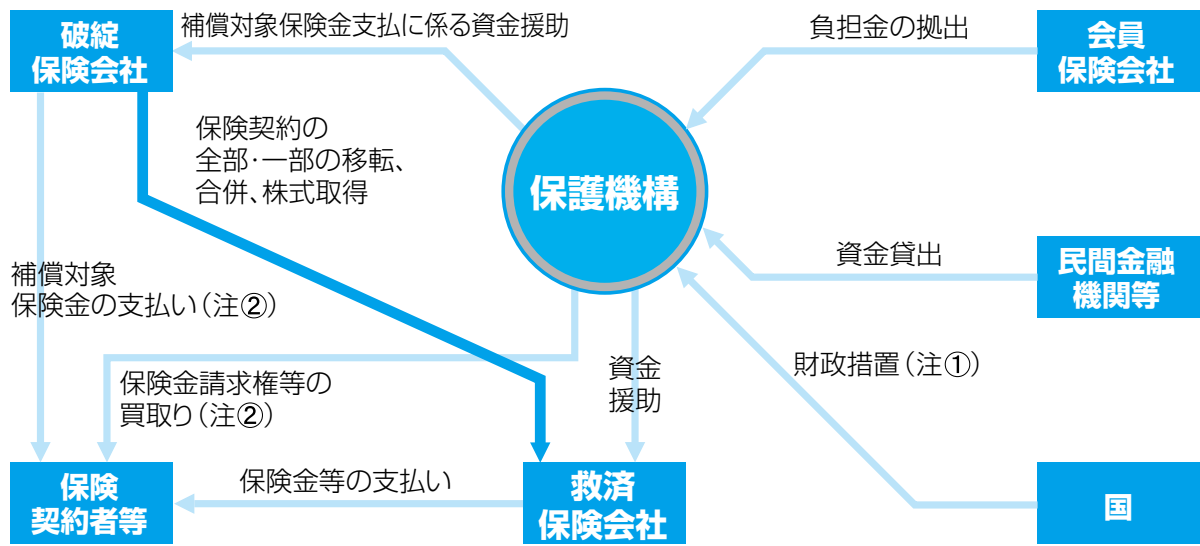 破綻
保険会社
補償対象保険金支払に係る資金援助
負担金の拠出
会員
保険会社
保険契約の
全部･一部の移転、
合併、株式取得
保護機構
補償対象
保険金の支払い(注②)
資金貸出
民間金融
機関等
保険金請求権等の
買取り(注②)
資金
援助
財政措置(注①)
保険
契約者等
保険金等の支払い
救済
保険会社
国